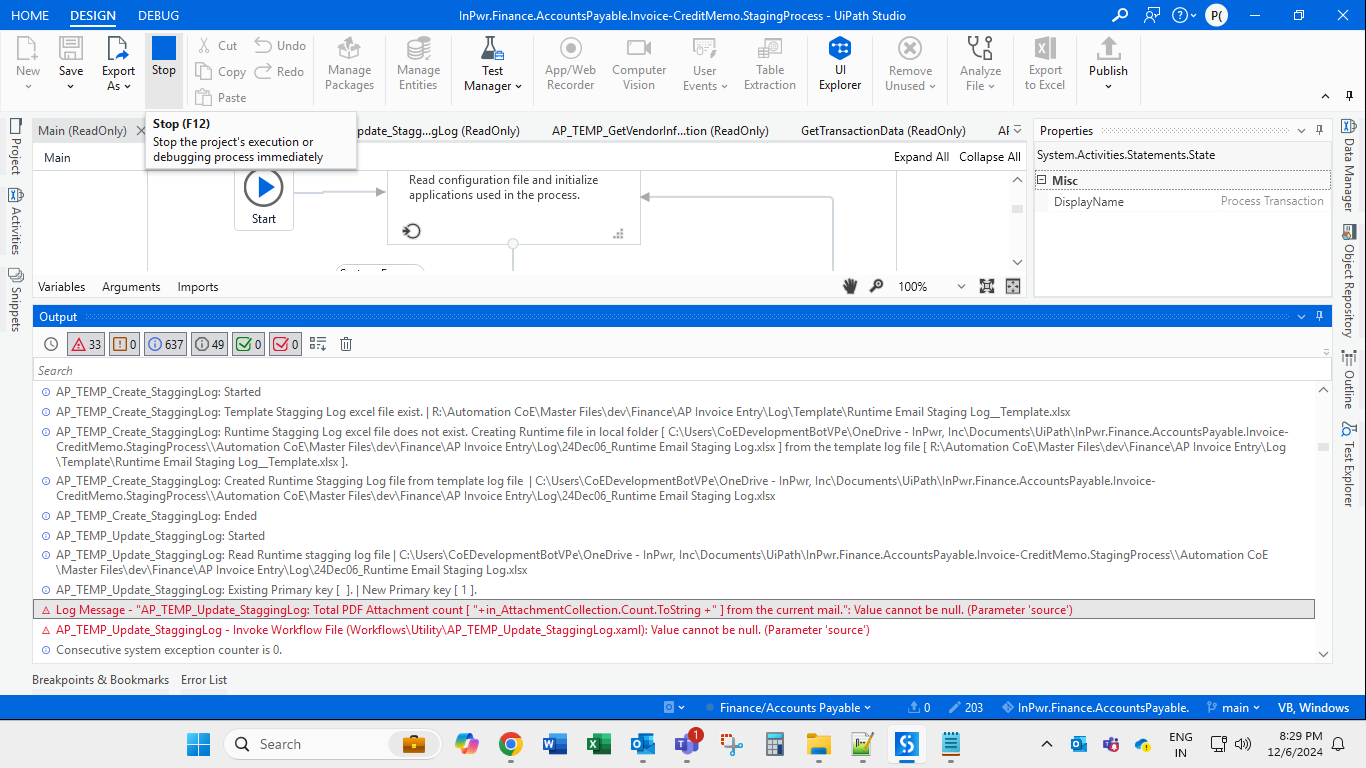 HOME DESIGN DEBUG InPwr.Finance.AccountsPayable.Invoice-CreditMemo.StagingProcess - UiPath Studio P(
New Save Export As Stop Cut Copy Paste Undo Redo Manage Packages Manage Entities Test Manager App/Web Recorder Computer Vision User Events Table Extraction UI Explorer Remove Unused Analyze File Export to Excel Publish
Stop (F12)
Stop the project's execution or
debugging process immediately
Main (ReadOnly) pdate_Stagg...gLog (ReadOnly) AP_TEMP_GetVendorInf...tion (ReadOnly) GetTransactionData (ReadOnly)
Main Expand All Collapse All
Start
Read configuration file and initialize
applications used in the process.
Variables Arguments Imports 100%
Properties
System.Activities.Statements.State
Misc
DisplayName Process Transaction
Project
Activities
Snippets
Data Manager
Object Repository
Outline
Test Explorer
Output
33 0 637 49 0 0
Search
AP_TEMP_Create_StaggingLog: Started
AP_TEMP_Create_StaggingLog: Template Stagging Log excel file exist. | R:\Automation CoE\Master Files\dev\Finance\AP Invoice Entry\Log\Template\Runtime Email Staging Log__Template.xlsx
AP_TEMP_Create_StaggingLog: Runtime Stagging Log excel file does not exist. Creating Runtime file in local folder [ C:\Users\CoEDevelopmentBotVPe\OneDrive - InPwr, Inc\Documents\UiPath\InPwr.Finance.AccountsPayable.Invoice-
CreditMemo.StagingProcess\\Automation CoE\Master Files\dev\Finance\AP Invoice Entry\Log\24Dec06_Runtime Email Staging Log.xlsx ] from the template log file [ R:\Automation CoE\Master Files\dev\Finance\AP Invoice Entry\Log
\Template\Runtime Email Staging Log__Template.xlsx ].
AP_TEMP_Create_StaggingLog: Created Runtime Stagging Log file from template log file | C:\Users\CoEDevelopmentBotVPe\OneDrive - InPwr, Inc\Documents\UiPath\InPwr.Finance.AccountsPayable.Invoice-
CreditMemo.StagingProcess\\Automation CoE\Master Files\dev\Finance\AP Invoice Entry\Log\24Dec06_Runtime Email Staging Log.xlsx
AP_TEMP_Create_StaggingLog: Ended
AP_TEMP_Update_StaggingLog: Started
AP_TEMP_Update_StaggingLog: Read Runtime stagging log file | C:\Users\CoEDevelopmentBotVPe\OneDrive - InPwr, Inc\Documents\UiPath\InPwr.Finance.AccountsPayable.Invoice-CreditMemo.StagingProcess\\Automation CoE
\Master Files\dev\Finance\AP Invoice Entry\Log\24Dec06_Runtime Email Staging Log.xlsx
AP_TEMP_Update_StaggingLog: Existing Primary key [ ]. | New Primary key [ 1 ].
Log Message - "AP_TEMP_Update_StaggingLog: Total PDF Attachment count [ "+in_AttachmentCollection.Count.ToString +" ] from the current mail.": Value cannot be null. (Parameter 'source')
AP_TEMP_Update_StaggingLog - Invoke Workflow File (Workflows\Utility\AP_TEMP_Update_StaggingLog.xaml): Value cannot be null. (Parameter 'source')
Consecutive system exception counter is 0.
Breakpoints & Bookmarks Error List
Finance/Accounts Payable 0 203 InPwr.Finance.AccountsPayable. main VB, Windows
Search 1 ENG
IN
8:29 PM
12/6/2024